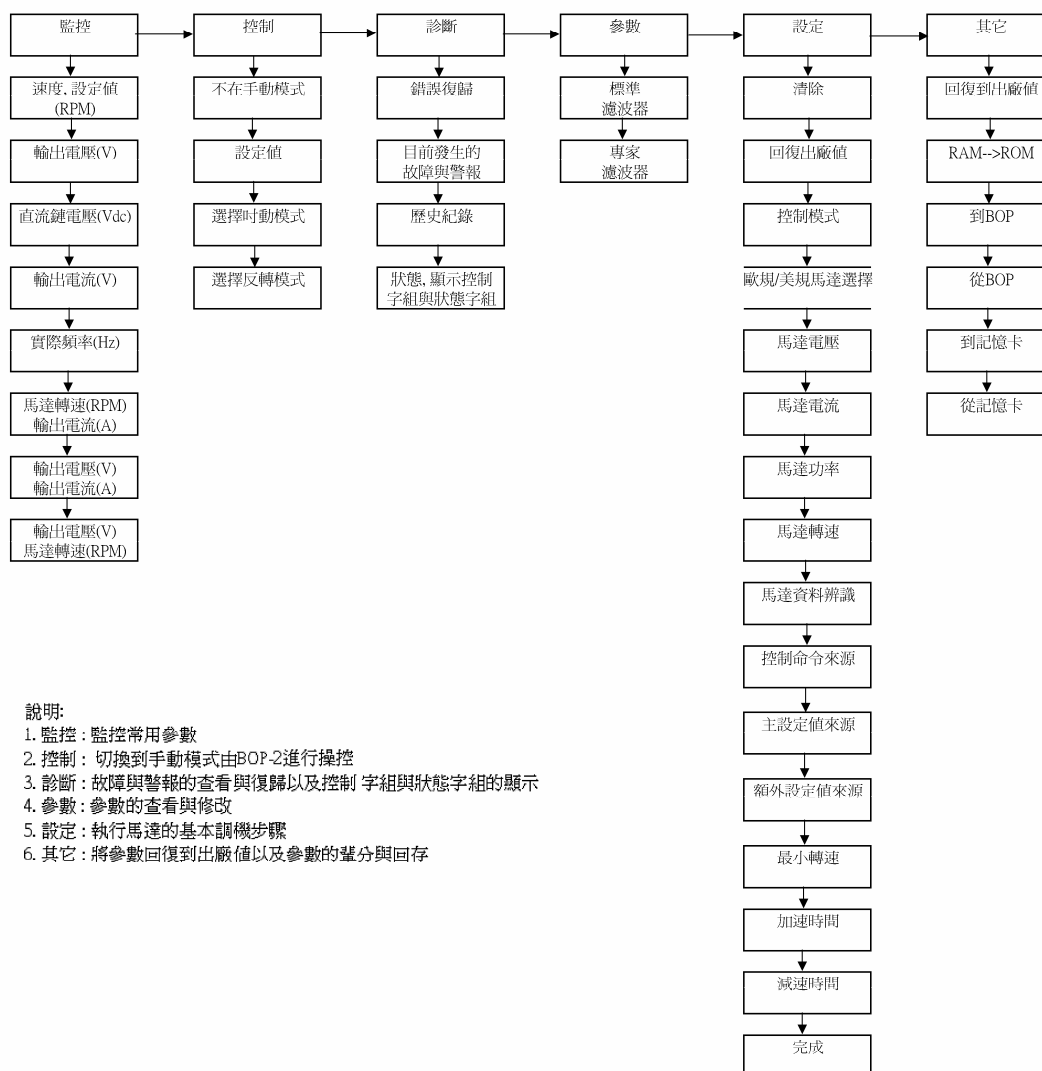 監控
控制
診斷
參數
設定
其它
速度、設定值
(RPM)
輸出電壓(V)
直流鏈電壓(Vdc)
輸出電流(V)
實際頻率(Hz)
馬達轉速(RPM)
輸出電流(A)
輸出電壓(V)
輸出電流(A)
輸出電壓(V)
馬達轉速(RPM)
不在手動模式
設定值
選擇吋動模式
選擇反轉模式
錯誤復歸
目前發生的
故障與警報
歷史紀錄
狀態, 顯示控制
字組與狀態字組
標準
濾波器
專家
濾波器
清除
回復出廠值
控制模式
歐規/美規馬達選擇
馬達電壓
馬達電流
馬達功率
馬達轉速
馬達資料辨識
控制命令來源
主設定值來源
額外設定值來源
最小轉速
加速時間
減速時間
完成
回復到出廠值
RAM-->ROM
到BOP
從BOP
到記憶卡
從記憶卡
說明:
1. 監控 : 監控常用參數
2. 控制 : 切換到手動模式由BOP-2進行操控
3. 診斷 : 故障與警報的查看與復歸以及控制 字組與狀態字組的顯示
4. 參數 : 參數的查看與修改
5. 設定 : 執行馬達的基本調機步驟
6. 其它 : 將參數回復到出廠值以及參數的輩分與回存